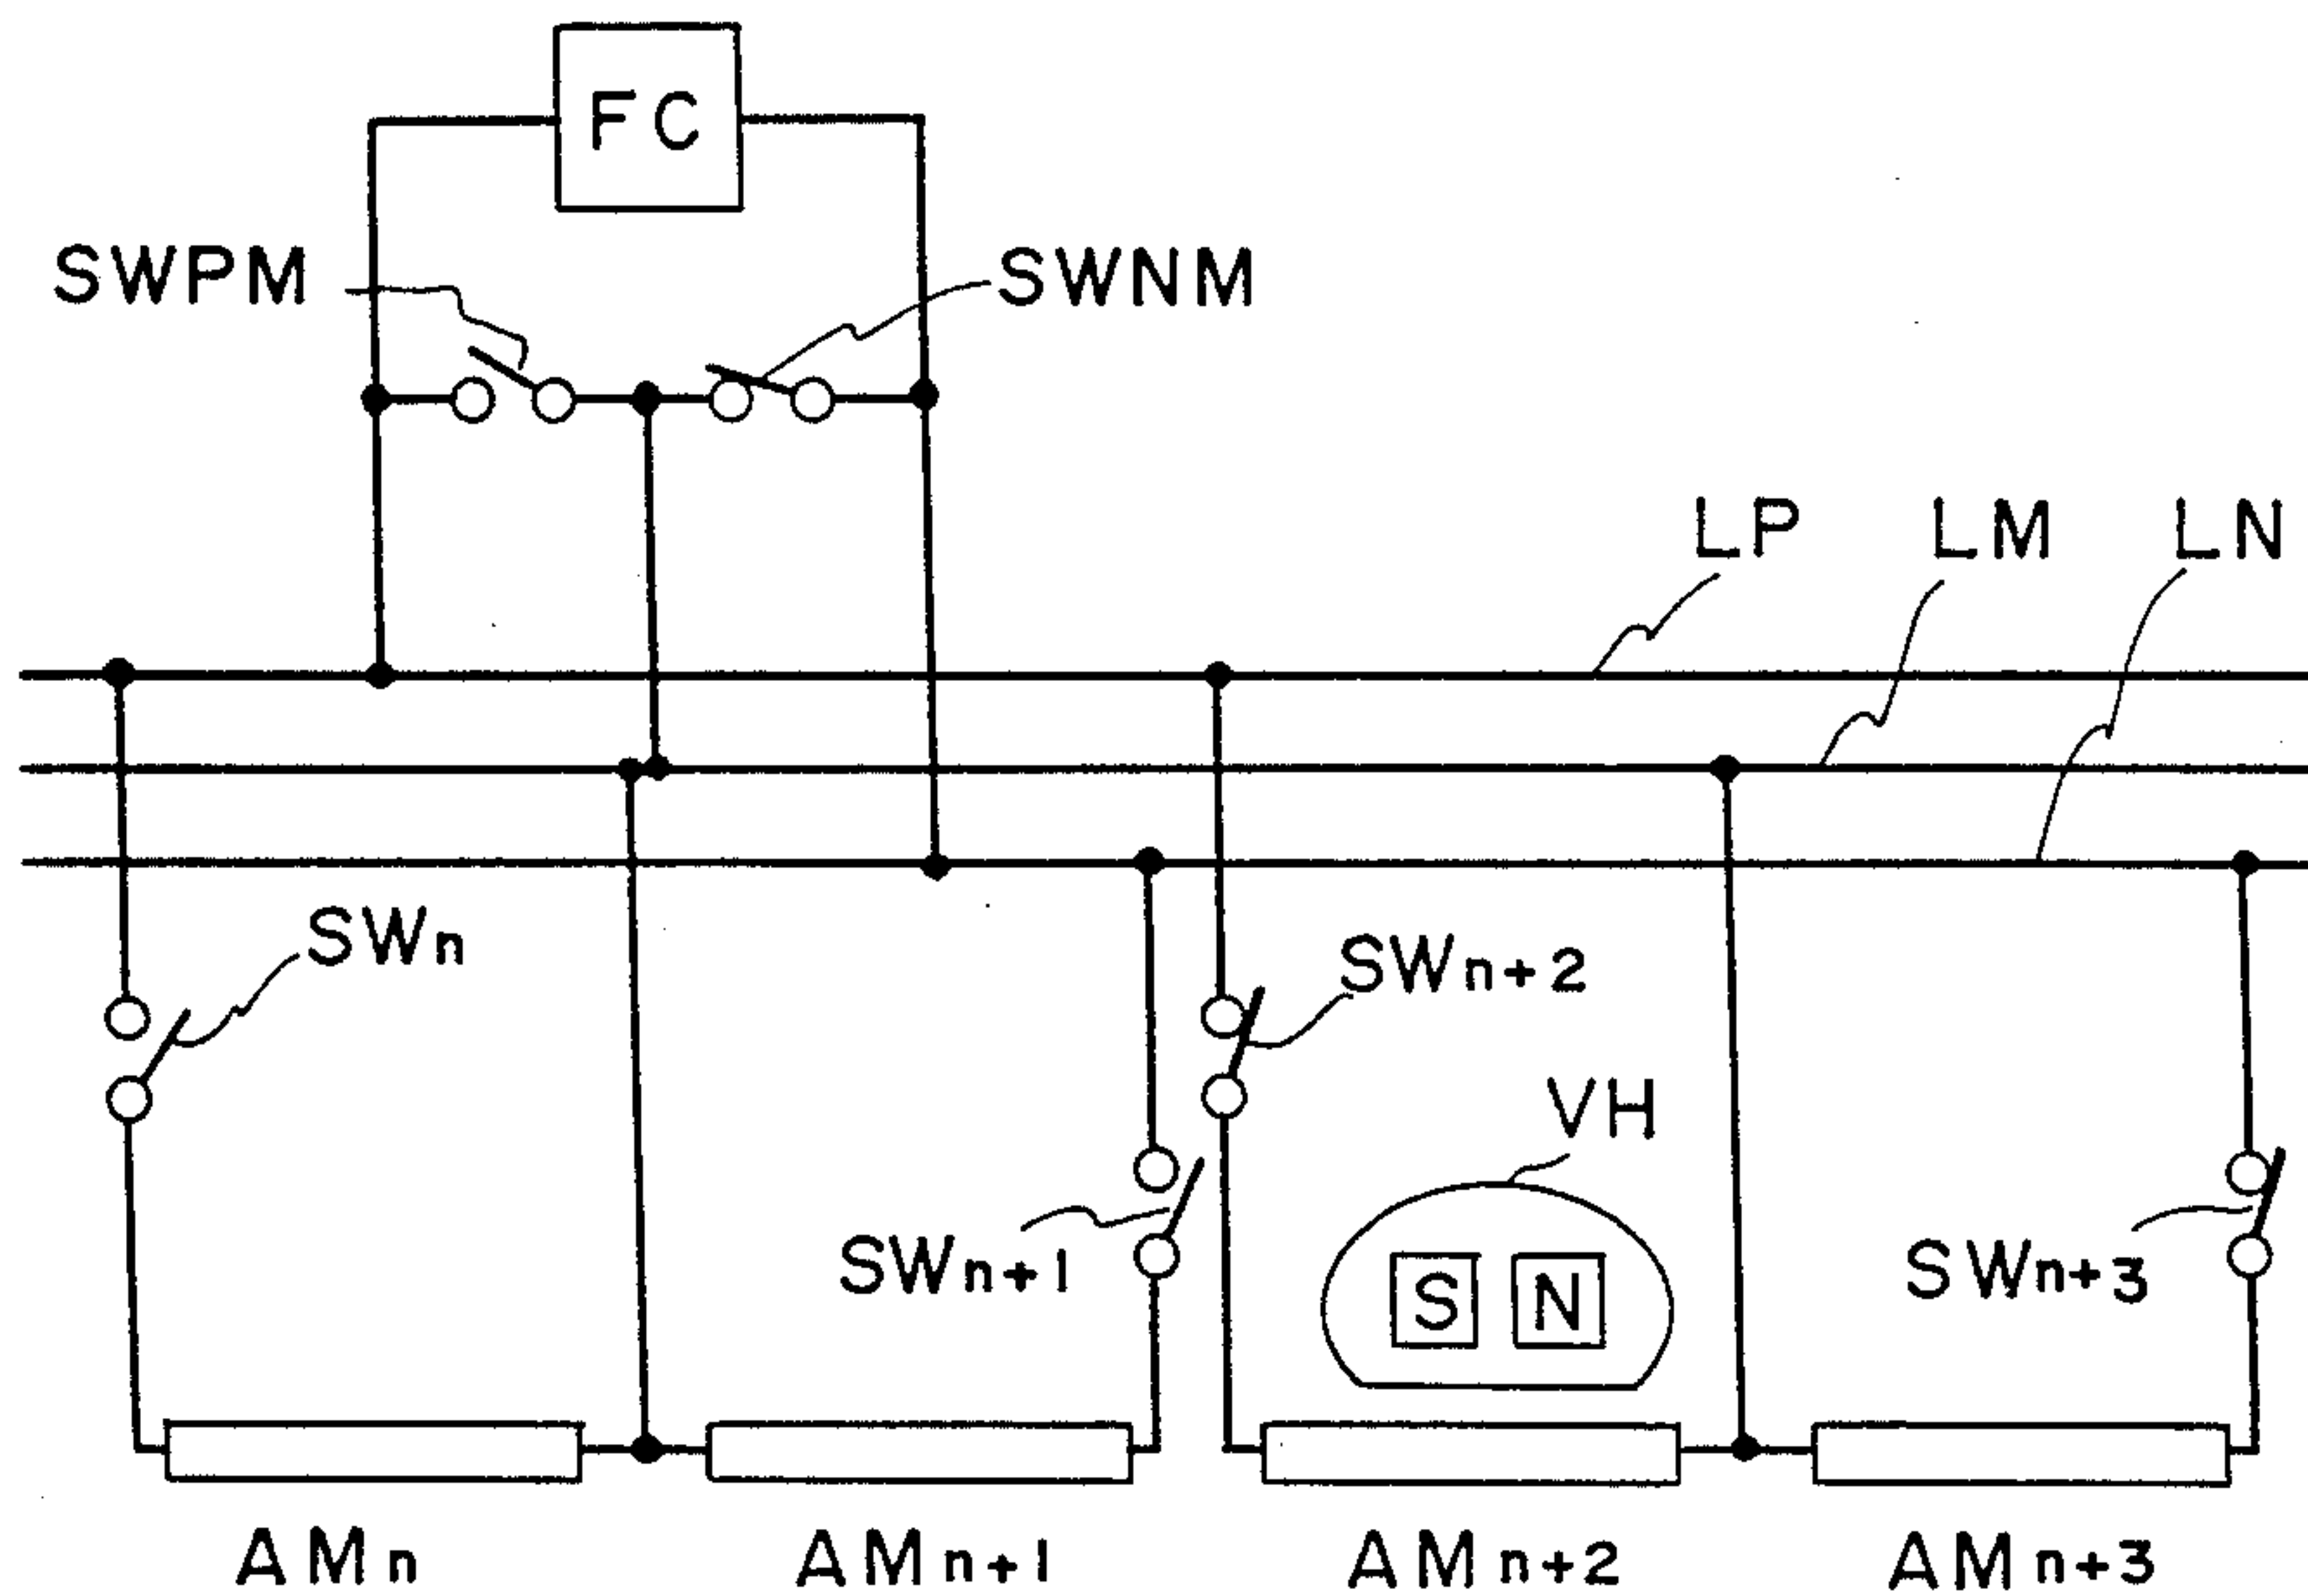 FC
SWPM
SWNM
LP
LM
LN
SWn
SWn+2
VH
SWn+1
S
N
SWn+3
AMn
AMn+1
AMn+2
AMn+3